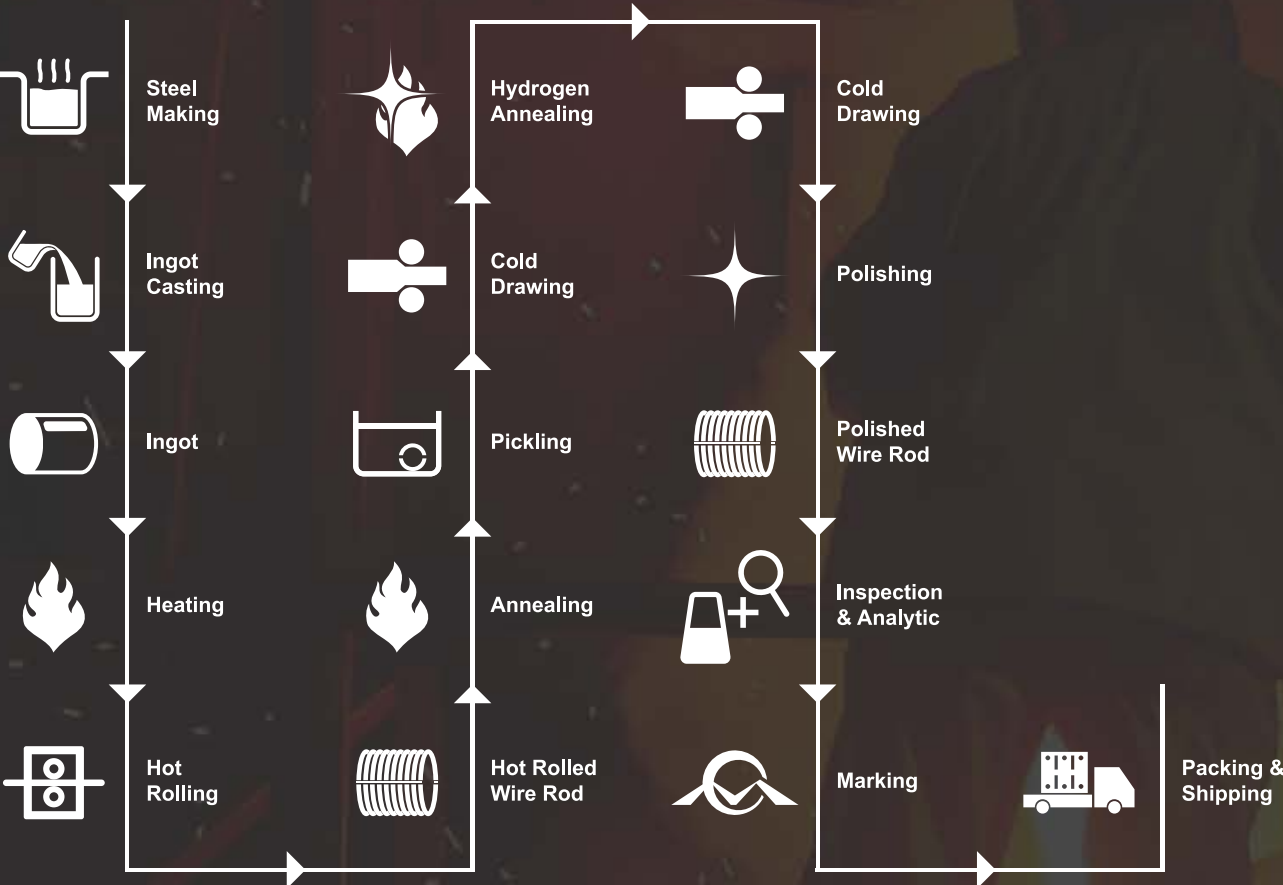 Steel
Making
Ingot
Casting
Ingot
Heating
Hot
Rolling
Hot Rolled
Wire Rod
Annealing
Pickling
Cold
Drawing
Hydrogen
Annealing
Cold
Drawing
Polishing
Polished
Wire Rod
Inspection
& Analytic
Marking
Packing &
Shipping